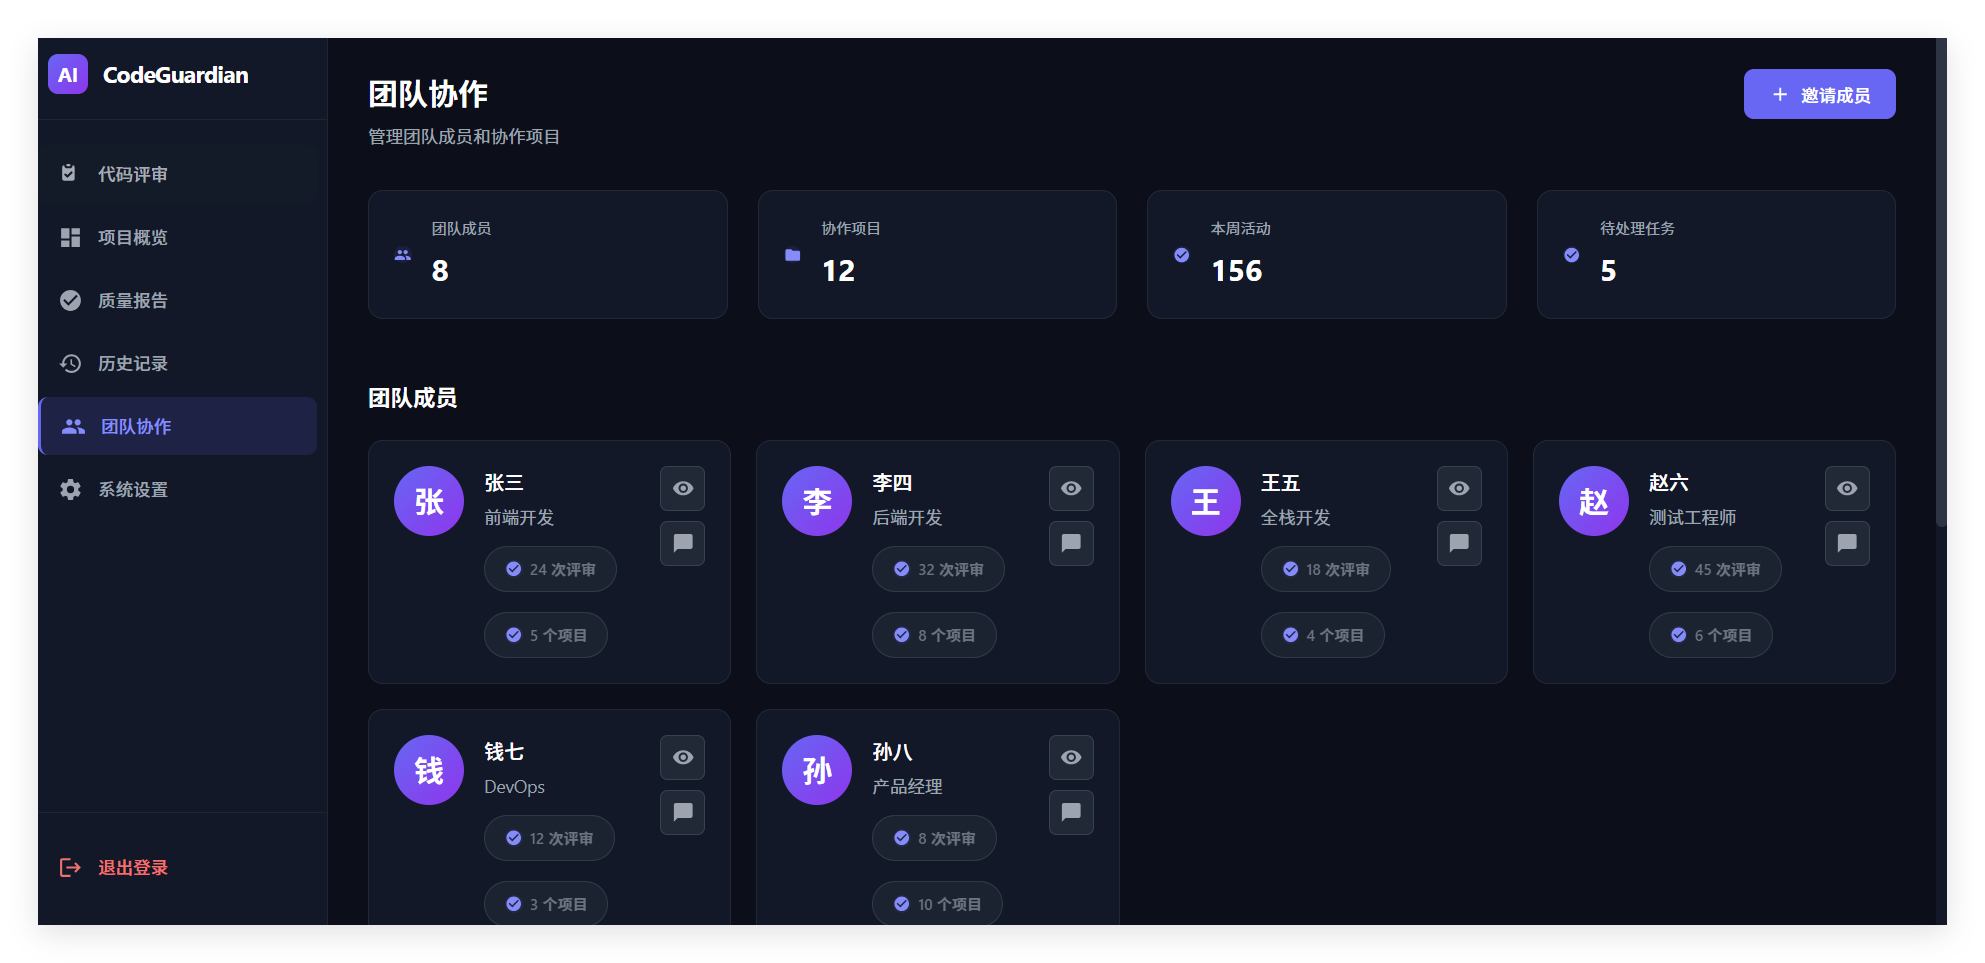 AI CodeGuardian
代码评审
项目概览
质量报告
历史记录
团队协作
系统设置
退出登录
团队协作
管理团队成员和协作项目
邀请成员
团队成员
8
协作项目
12
本周活动
156
待处理任务
5
团队成员
张
张三
前端开发
24 次评审
5 个项目
李
李四
后端开发
32 次评审
8 个项目
王
王五
全栈开发
18 次评审
4 个项目
赵
赵六
测试工程师
45 次评审
6 个项目
钱
钱七
DevOps
12 次评审
3 个项目
孙
孙八
产品经理
8 次评审
10 个项目